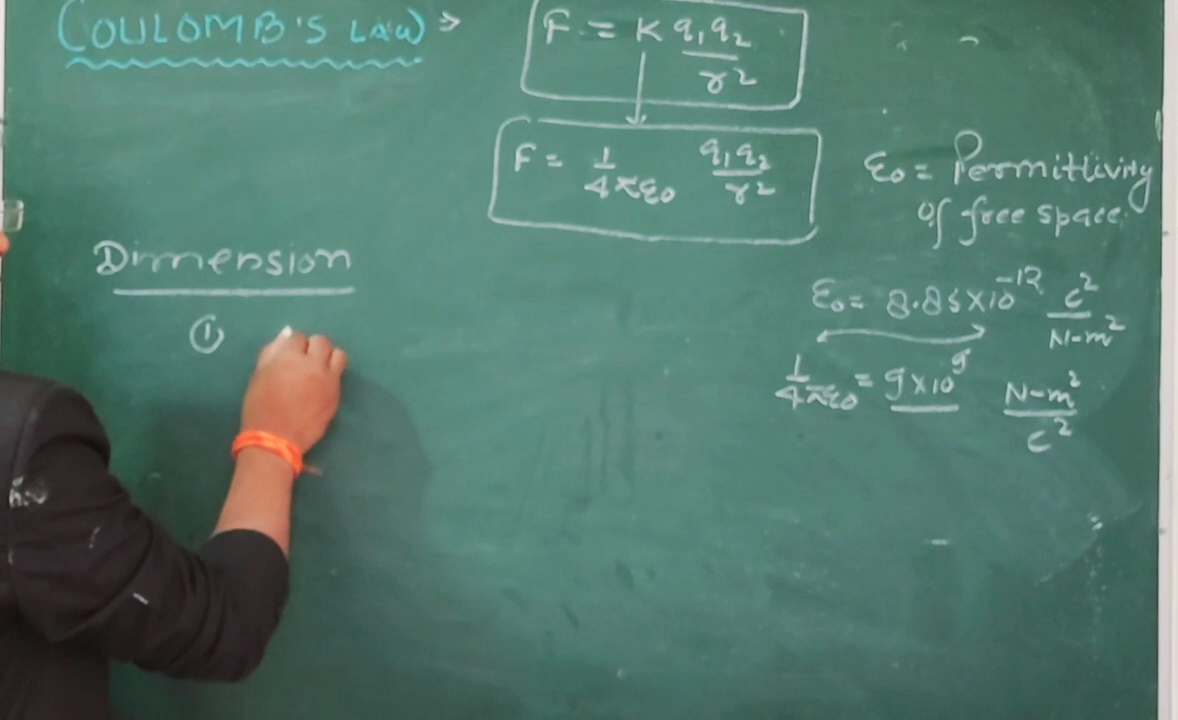 COULOMB'S LAW >
F = K q₁q₂ / r²
F = 1 / 4πε₀ q₁q₂ / r²
ε₀ = Permittivity
of free space
Dimension
ε₀ = 8.85×10⁻¹² c² / N-m²
①
1 / 4πε₀ = 9×10⁹ N-m² / c²